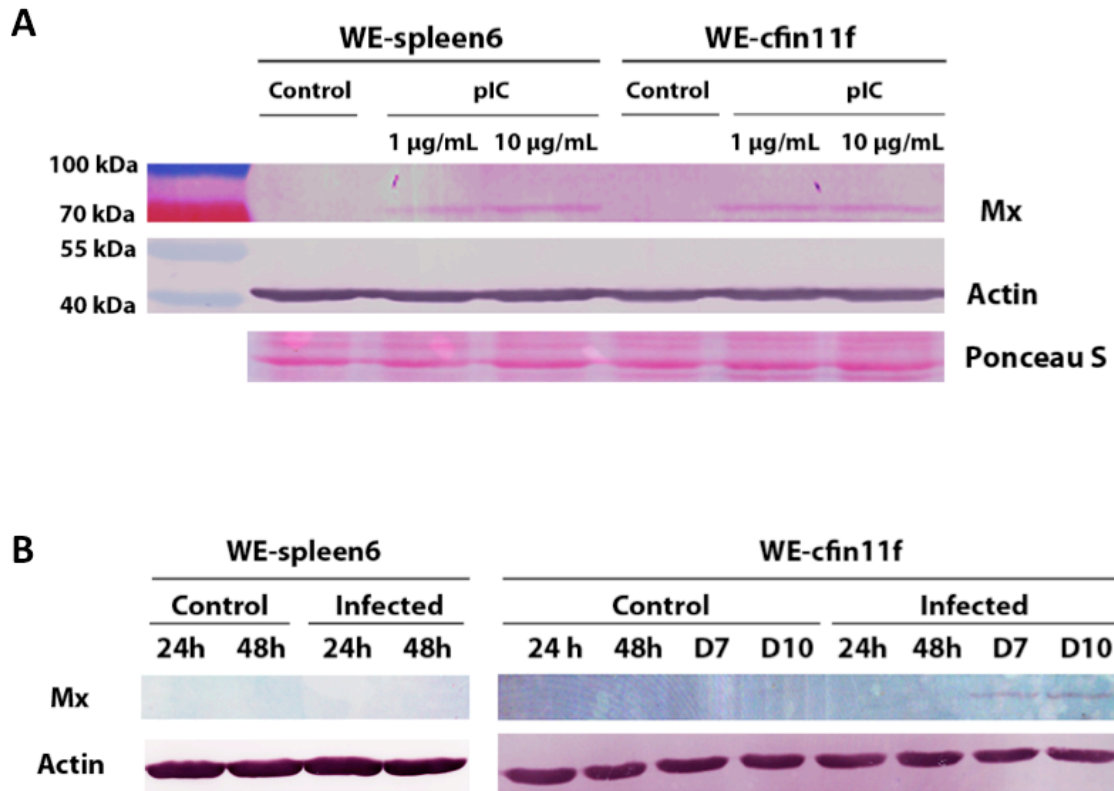 A
WE-spleen6 WE-cfin11f
Control pIC Control pIC
1 µg/mL 10 µg/mL 1 µg/mL 10 µg/mL
100 kDa
70 kDa Mx
55 kDa
40 kDa Actin
Ponceau S
B
WE-spleen6 WE-cfin11f
Control Infected Control Infected
24h 48h 24h 48h 24 h 48h D7 D10 24h 48h D7 D10
Mx
Actin